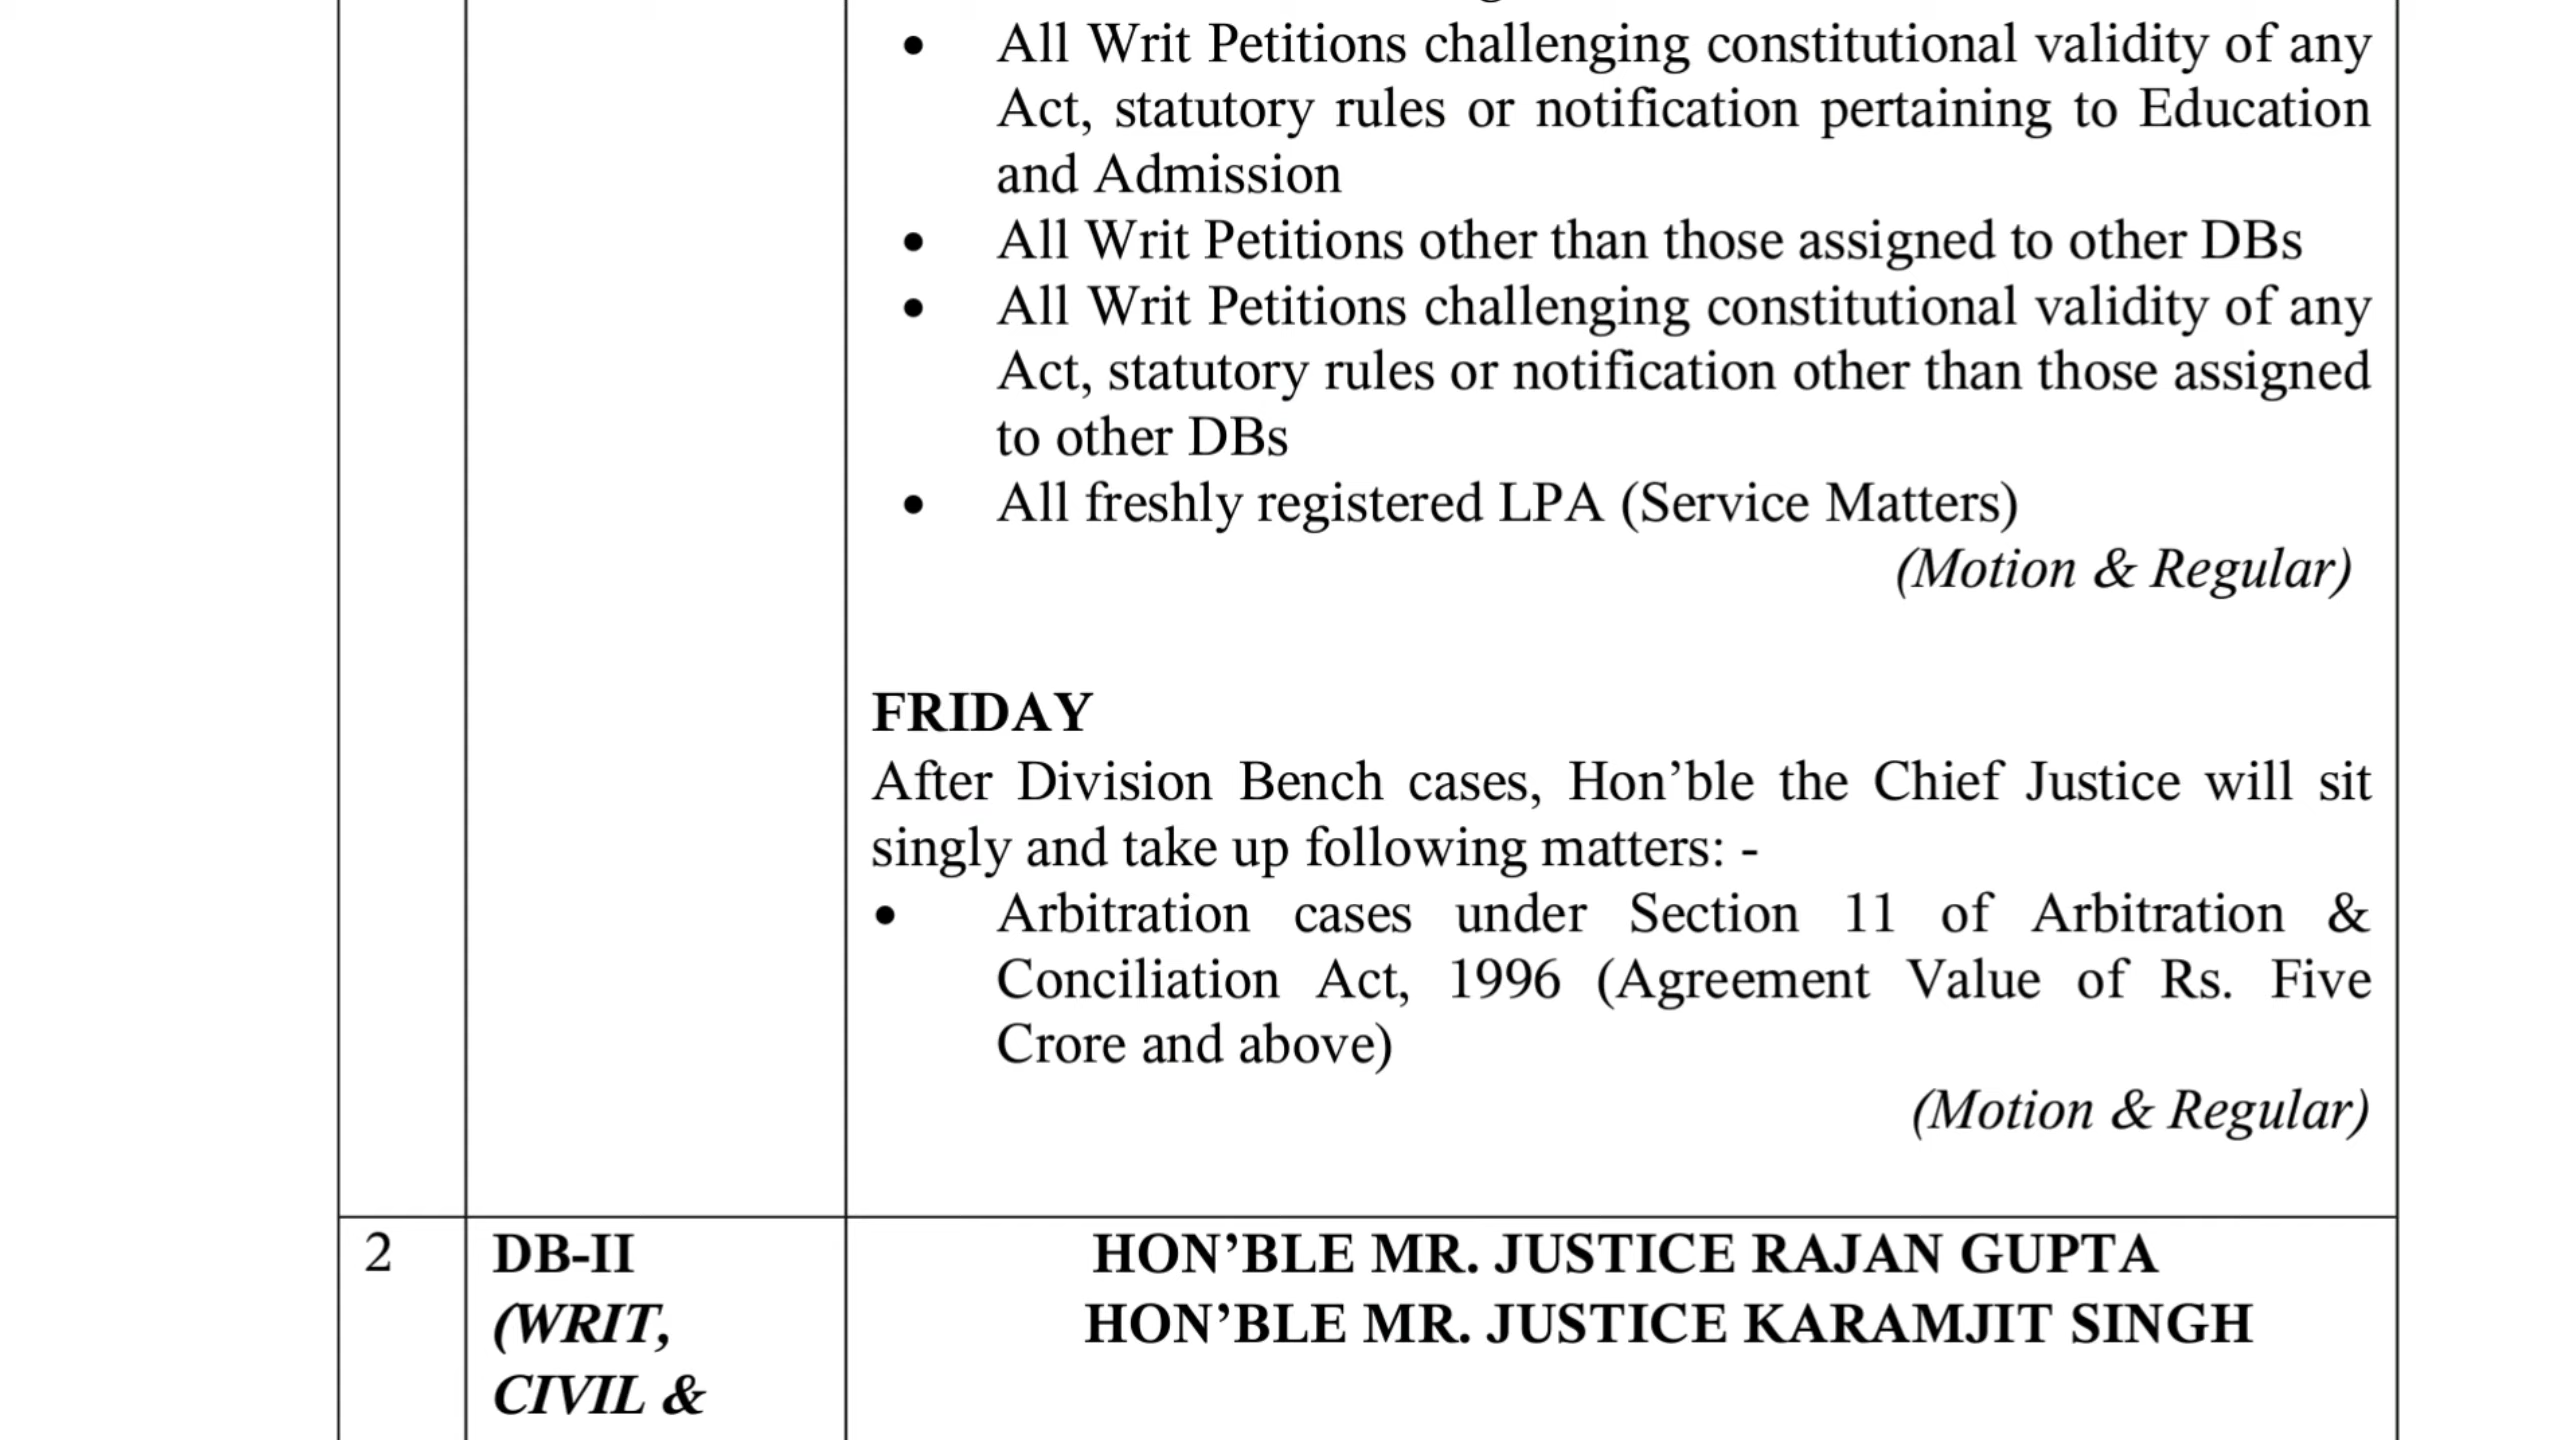 • All Writ Petitions challenging constitutional validity of any
Act, statutory rules or notification pertaining to Education
and Admission
• All Writ Petitions other than those assigned to other DBs
• All Writ Petitions challenging constitutional validity of any
Act, statutory rules or notification other than those assigned
to other DBs
• All freshly registered LPA (Service Matters)
(Motion & Regular)
FRIDAY
After Division Bench cases, Hon’ble the Chief Justice will sit
singly and take up following matters: -
• Arbitration cases under Section 11 of Arbitration &
Conciliation Act, 1996 (Agreement Value of Rs. Five
Crore and above)
(Motion & Regular)
2
DB-II
(WRIT,
CIVIL &
HON’BLE MR. JUSTICE RAJAN GUPTA
HON’BLE MR. JUSTICE KARAMJIT SINGH